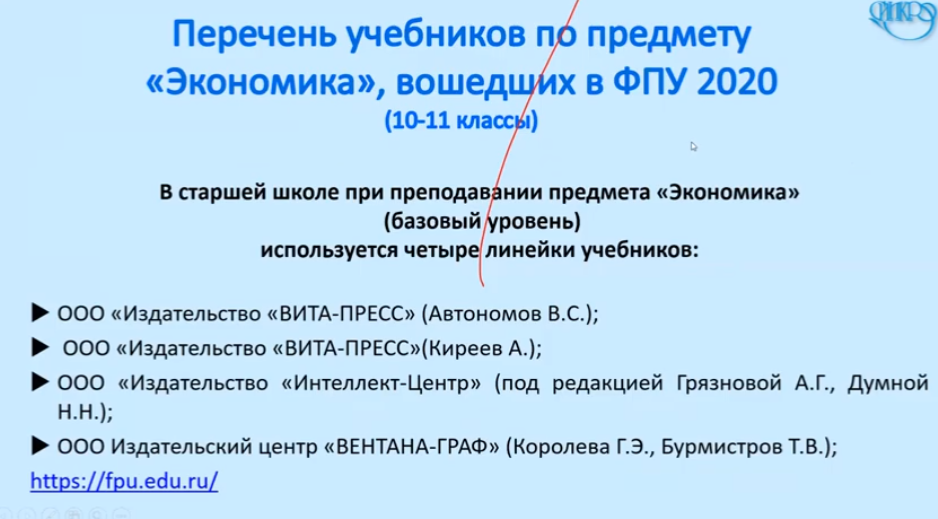 Перечень учебников по предмету
«Экономика», вошедших в ФПУ 2020
(10-11 классы)
В старшей школе при преподавании предмета «Экономика»
(базовый уровень)
используется четыре линейки учебников:
ООО «Издательство «ВИТА-ПРЕСС» (Автономов В.С.);
ООО «Издательство «ВИТА-ПРЕСС»(Киреев А.);
ООО «Издательство «Интеллект-Центр» (под редакцией Грязновой А.Г., Думной
Н.Н.);
ООО Издательский центр «ВЕНТАНА-ГРАФ» (Королева Г.Э., Бурмистров Т.В.);
https://fpu.edu.ru/